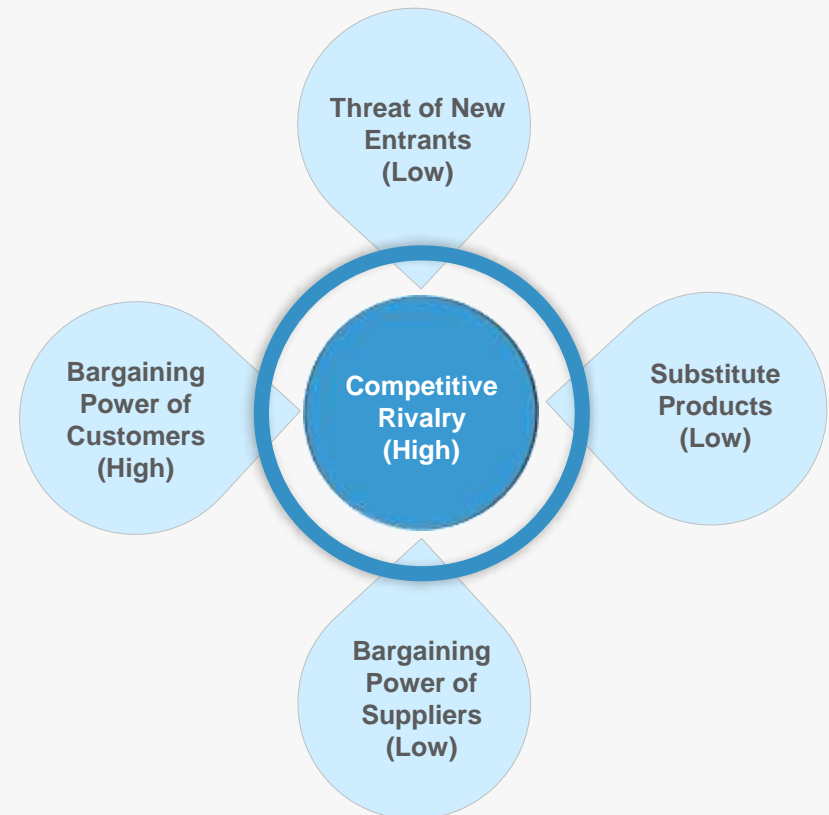 Threat of New
Entrants
(Low)
Bargaining
Power of
Customers
(High)
Competitive
Rivalry
(High)
Substitute
Products
(Low)
Bargaining
Power of
Suppliers
(Low)